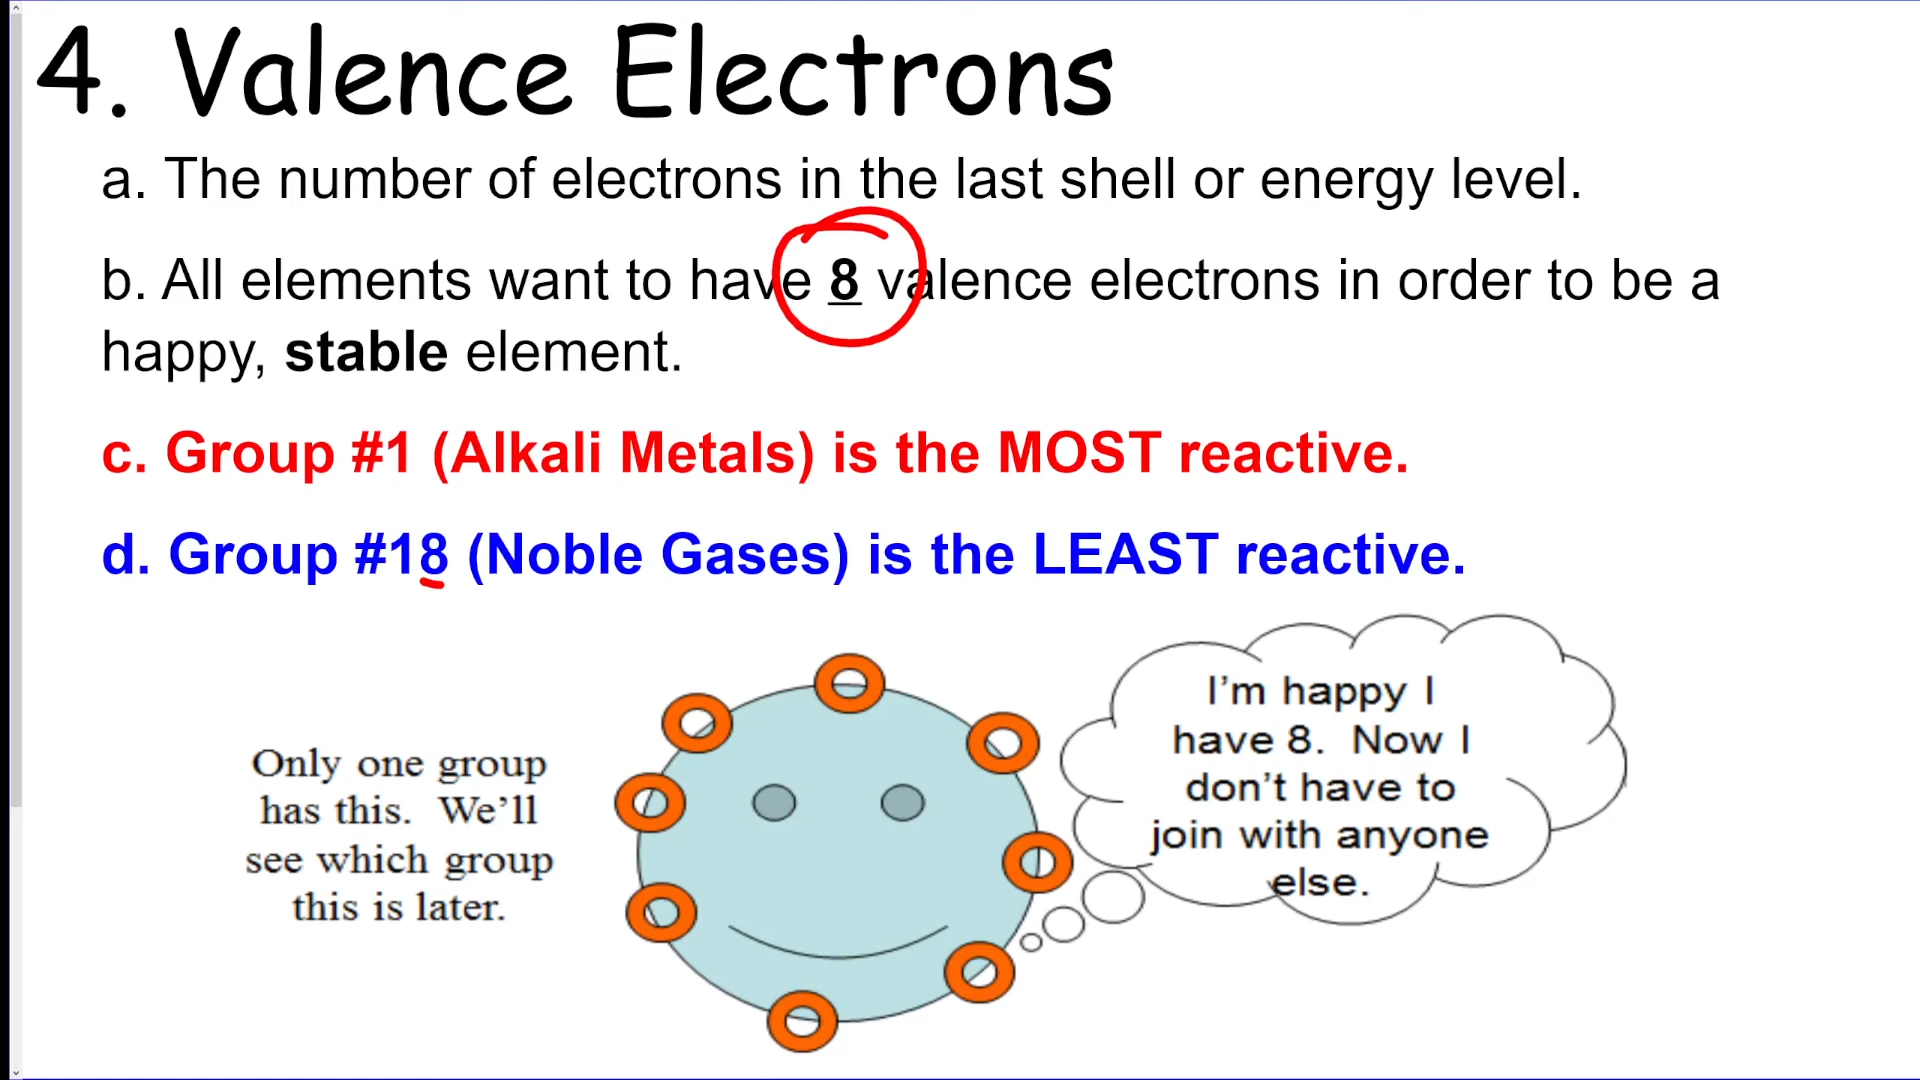 4. Valence Electrons
a. The number of electrons in the last shell or energy level.
b. All elements want to have 8 valence electrons in order to be a
happy, stable element.
c. Group #1 (Alkali Metals) is the MOST reactive.
d. Group #18 (Noble Gases) is the LEAST reactive.
Only one group
has this. We’ll
see which group
this is later.
I’m happy I
have 8. Now I
don’t have to
join with anyone
else.